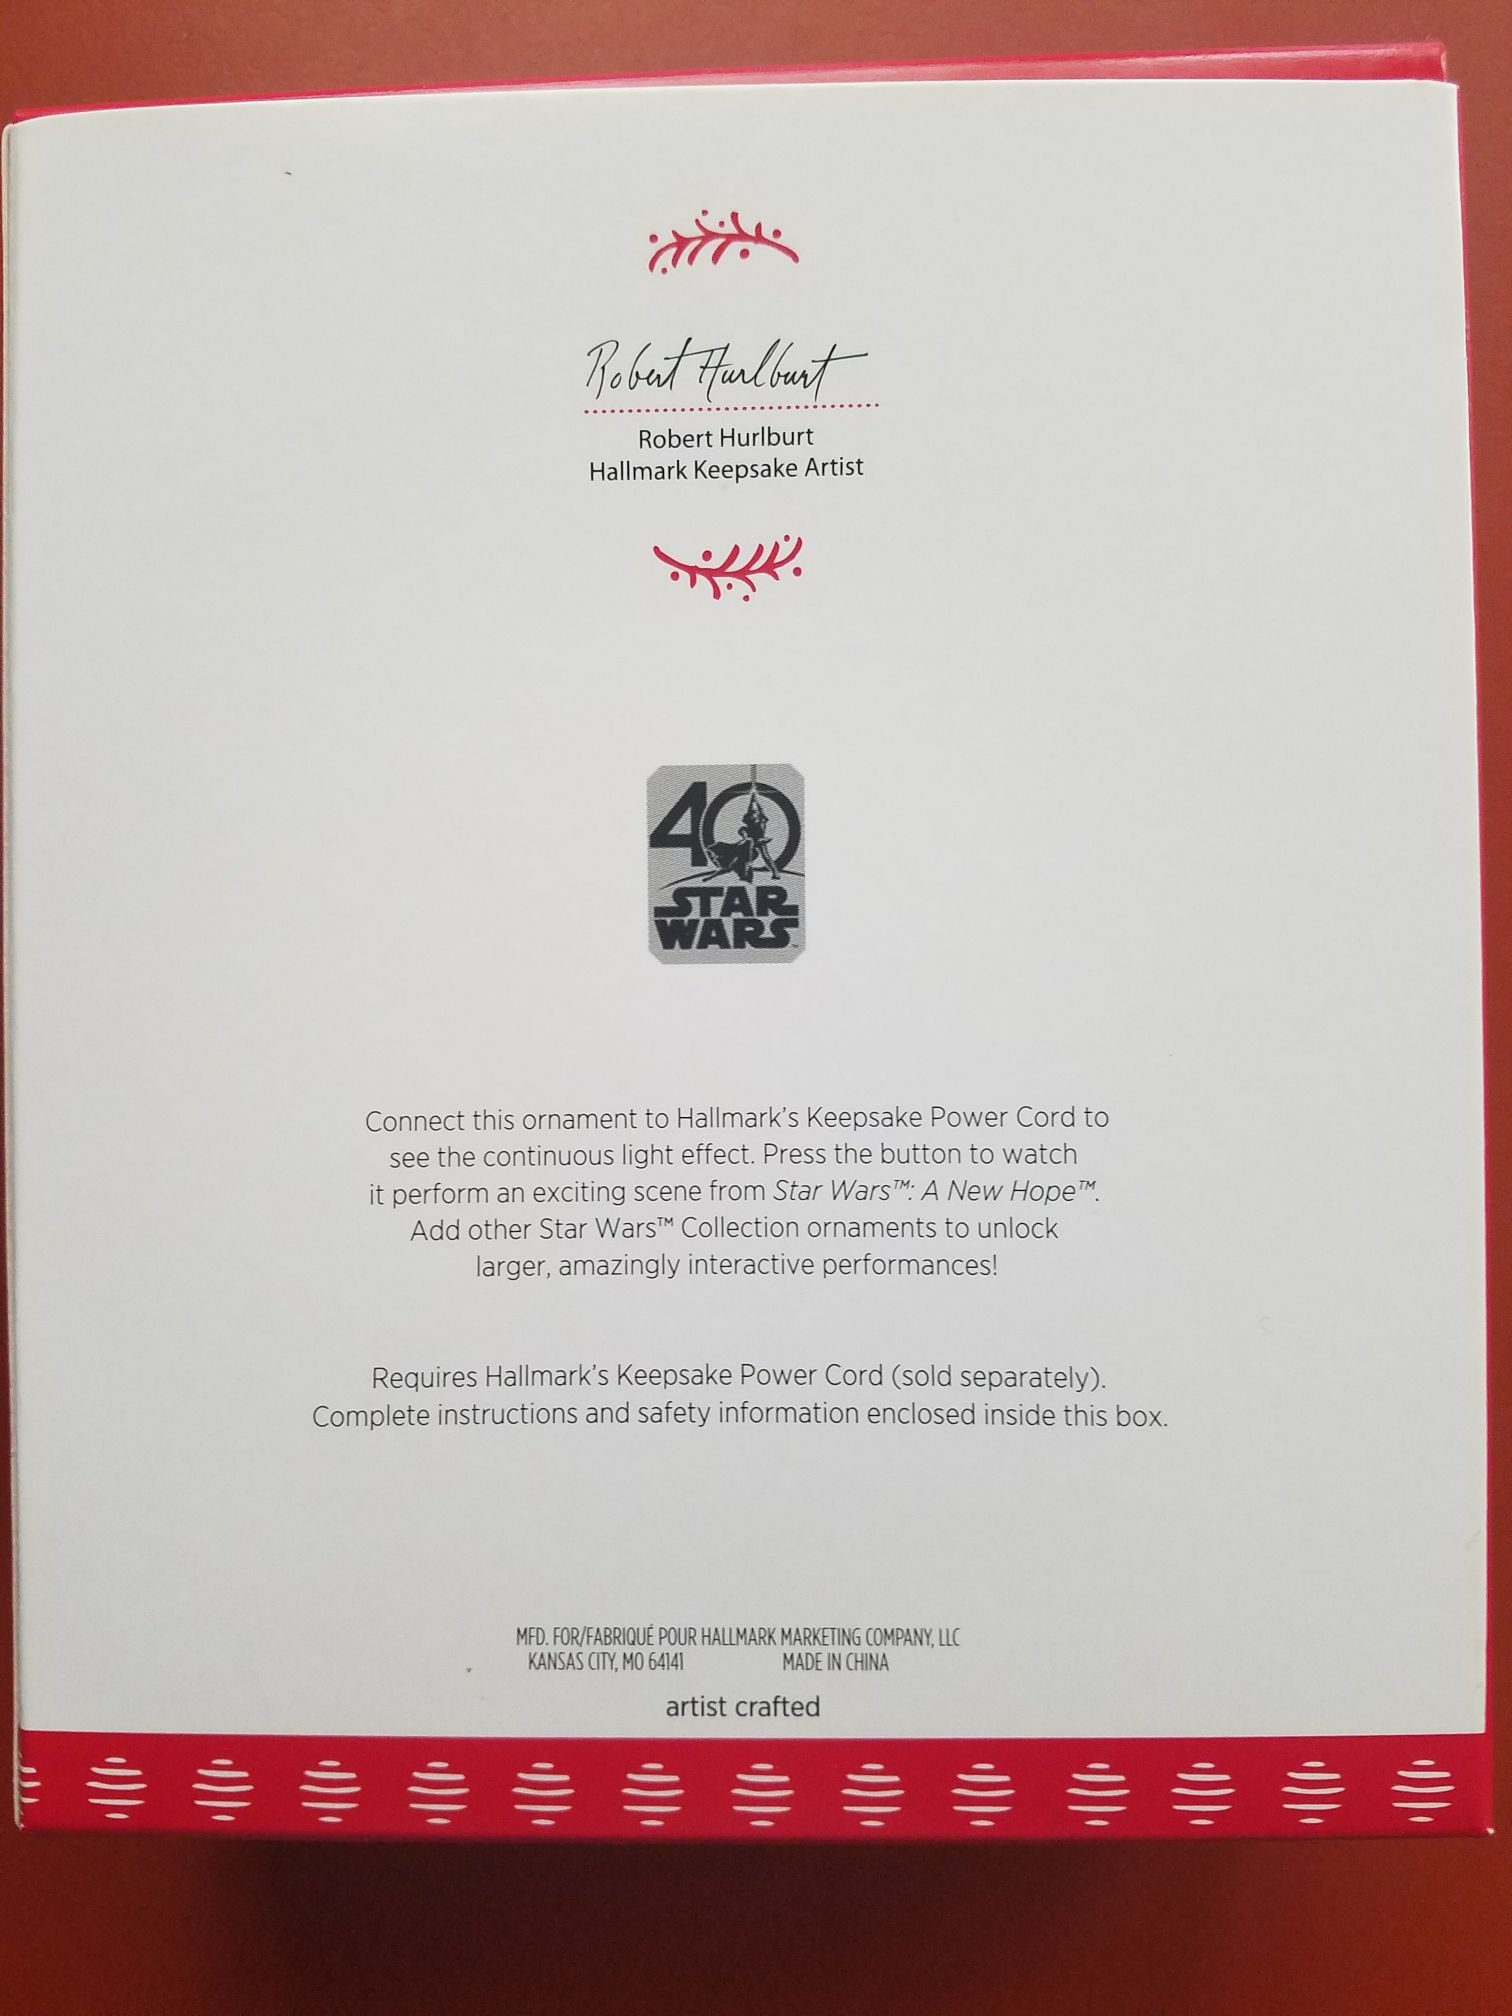 Robert Hurlburt
Robert Hurlburt
Hallmark Keepsake Artist
40
STAR
WARS™
Connect this ornament to Hallmark’s Keepsake Power Cord to
see the continuous light effect. Press the button to watch
it perform an exciting scene from Star Wars™: A New Hope™.
Add other Star Wars™ Collection ornaments to unlock
larger, amazingly interactive performances!
Requires Hallmark’s Keepsake Power Cord (sold separately).
Complete instructions and safety information enclosed inside this box.
MFD. FOR/FABRIQUÉ POUR HALLMARK MARKETING COMPANY, LLC
KANSAS CITY, MO 64141 MADE IN CHINA
artist crafted